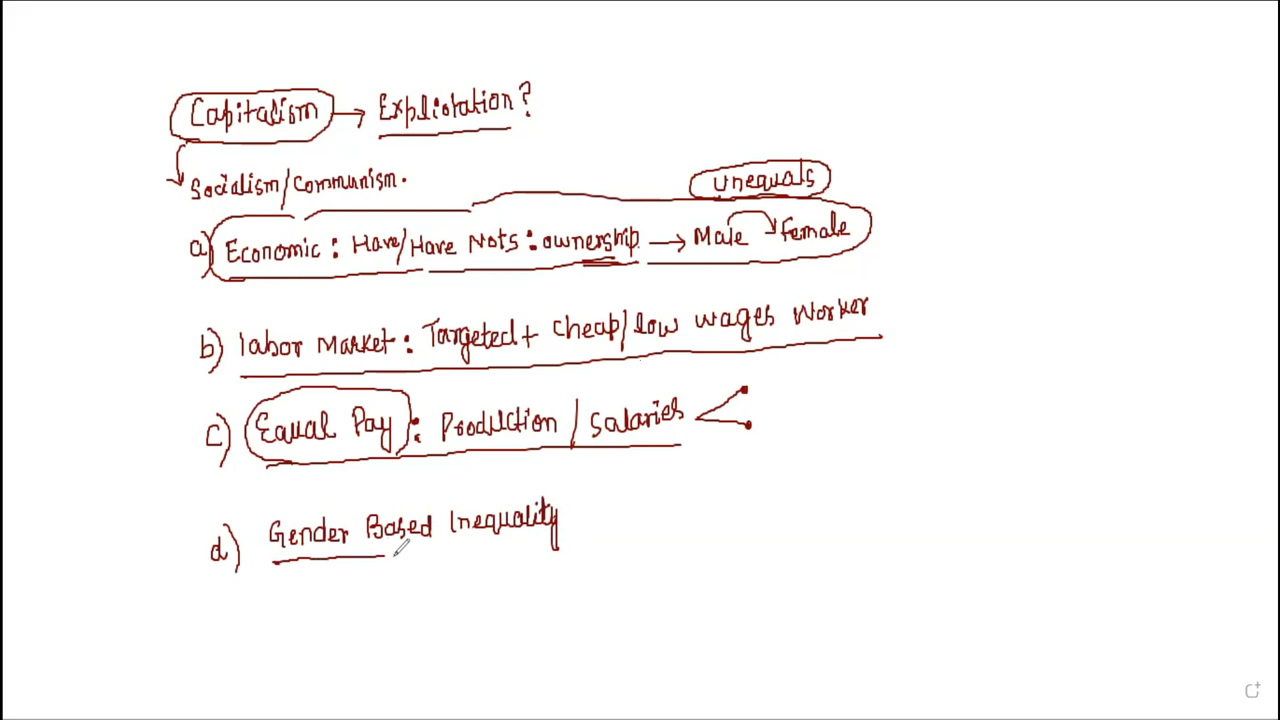 Capitalism → Expliotation?
Socialism/Communism.
unequals
a) Economic: Have/Have Nots: ownership → Male Female
b) labor Market: Targeted + Cheap/low wages Worker
c) Equal Pay: Production / Salaries
d) Gender Based Inequality